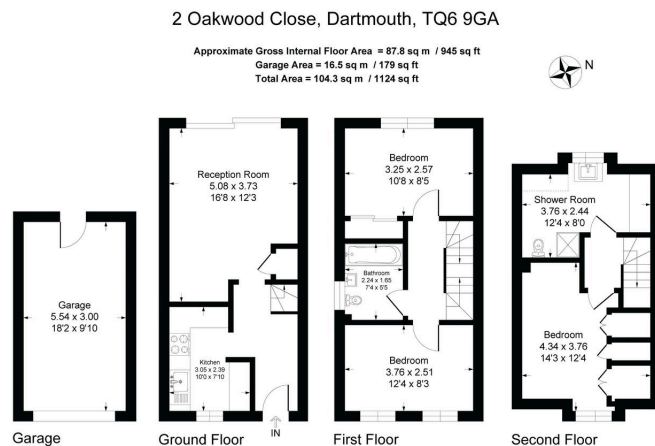 2 Oakwood Close, Dartmouth, TQ6 9GA
Approximate Gross Internal Floor Area = 87.8 sq m / 945 sq ft
Garage Area = 16.5 sq m / 179 sq ft
Total Area = 104.3 sq m / 1124 sq ft
N
Garage
5.54 x 3.00
18'2 x 9'10
Garage
Reception Room
5.08 x 3.73
16'8 x 12'3
Kitchen
3.05 x 2.39
10'0 x 7'10
IN
Ground Floor
Bedroom
3.25 x 2.57
10'8 x 8'5
Bathroom
2.24 x 1.65
7'4 x 5'5
Bedroom
3.76 x 2.51
12'4 x 8'3
First Floor
Shower Room
3.76 x 2.44
12'4 x 8'0
Bedroom
4.34 x 3.76
14'3 x 12'4
Second Floor